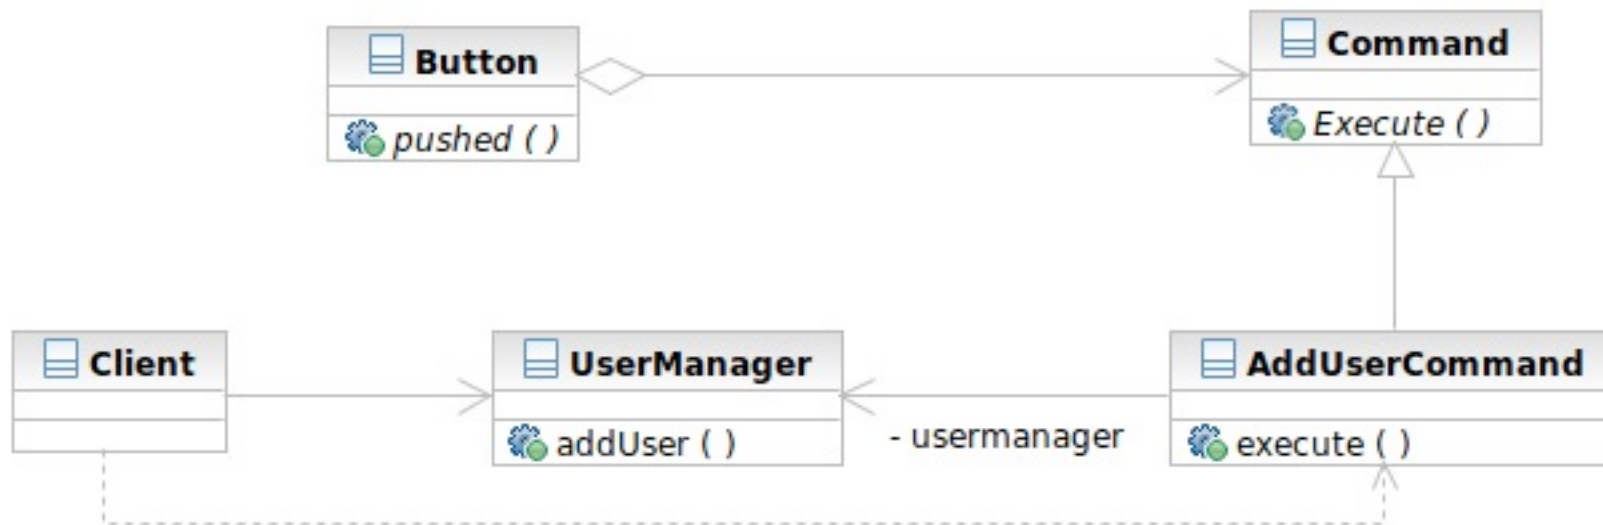 Button
pushed ( )
Command
Execute ( )
Client
UserManager
addUser ( )
- usermanager
AddUserCommand
execute ( )